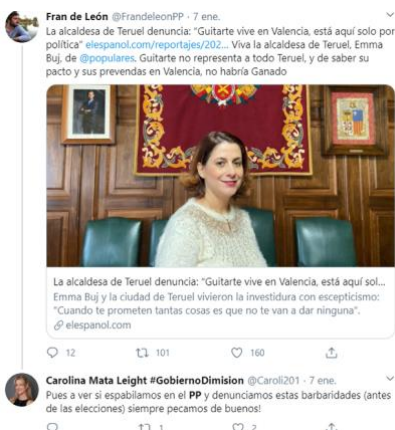 Fran de León @FrandeleonPP · 7 ene.
La alcaldesa de Teruel denuncia: "Guitarte vive en Valencia, está aquí solo por
política" elespanol.com/reportajes/202... Viva la alcaldesa de Teruel, Emma
Buj, de @populares. Guitarte no representa a todo Teruel, y de saber su
pacto y sus prevendas en Valencia, no habría Ganado
La alcaldesa de Teruel denuncia: "Guitarte vive en Valencia, está aquí sol...
Emma Buj y la ciudad de Teruel vivieron la investidura con escepticismo:
"Cuando te prometen tantas cosas es que no te van a dar ninguna".
elespanol.com
12 101 160
Carolina Mata Leight #GobiernoDimision @Caroli201 · 7 ene.
Pues a ver si espabilamos en el PP y denunciamos estas barbaridades (antes
de las elecciones) siempre pecamos de buenos!
1 2